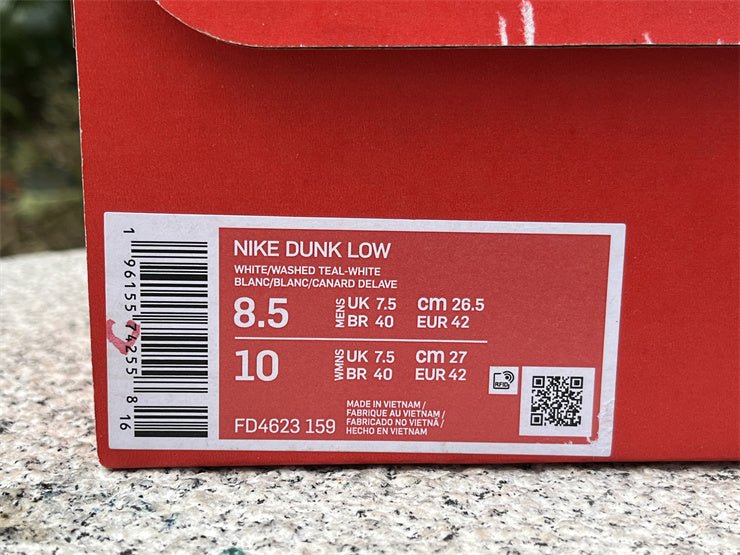 NIKE DUNK LOW
WHITE/WASHED TEAL-WHITE
BLANC/BLANC/CANARD DELAVE
8.5 MENS UK 7.5 cm 26.5
BR 40 EUR 42
10 WMNS UK 7.5 cm 27
BR 40 EUR 42
RFID
FD4623 159
MADE IN VIETNAM /
FABRIQUE AU VIETNAM /
FABRICADO NO VIETNÃ /
HECHO EN VIETNAM
1 96155 74255 8 16